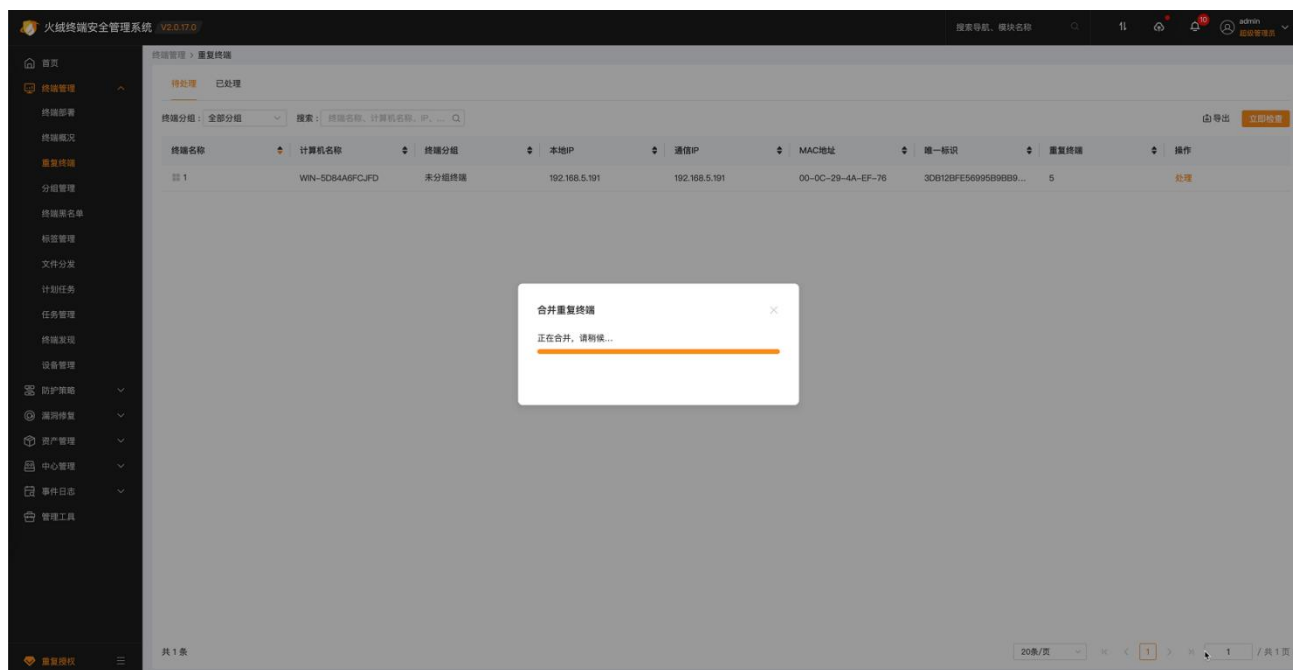 火绒终端安全管理系统 V2.0.17.0 搜索导航、模块名称 10 admin
超级管理员
首页
终端管理
终端部署
终端概况
重复终端
分组管理
终端黑名单
标签管理
文件分发
计划任务
任务管理
终端发现
设备管理
防护策略
漏洞修复
资产管理
中心管理
事件日志
管理工具
重复授权
终端管理 > 重复终端
待处理 已处理
终端分组: 全部分组 搜索: 终端名称、计算机名称、IP、... 导出 立即检查
终端名称 计算机名称 终端分组 本地IP 通信IP MAC地址 唯一标识 重复终端 操作
1 WIN-5D84A6FCJFD 未分组终端 192.168.5.191 192.168.5.191 00-0C-29-4A-EF-76 3DB12BFE56995B9BB9... 5 处理
合并重复终端
正在合并, 请稍候...
共 1 条 20条/页 1 1 / 共 1 页